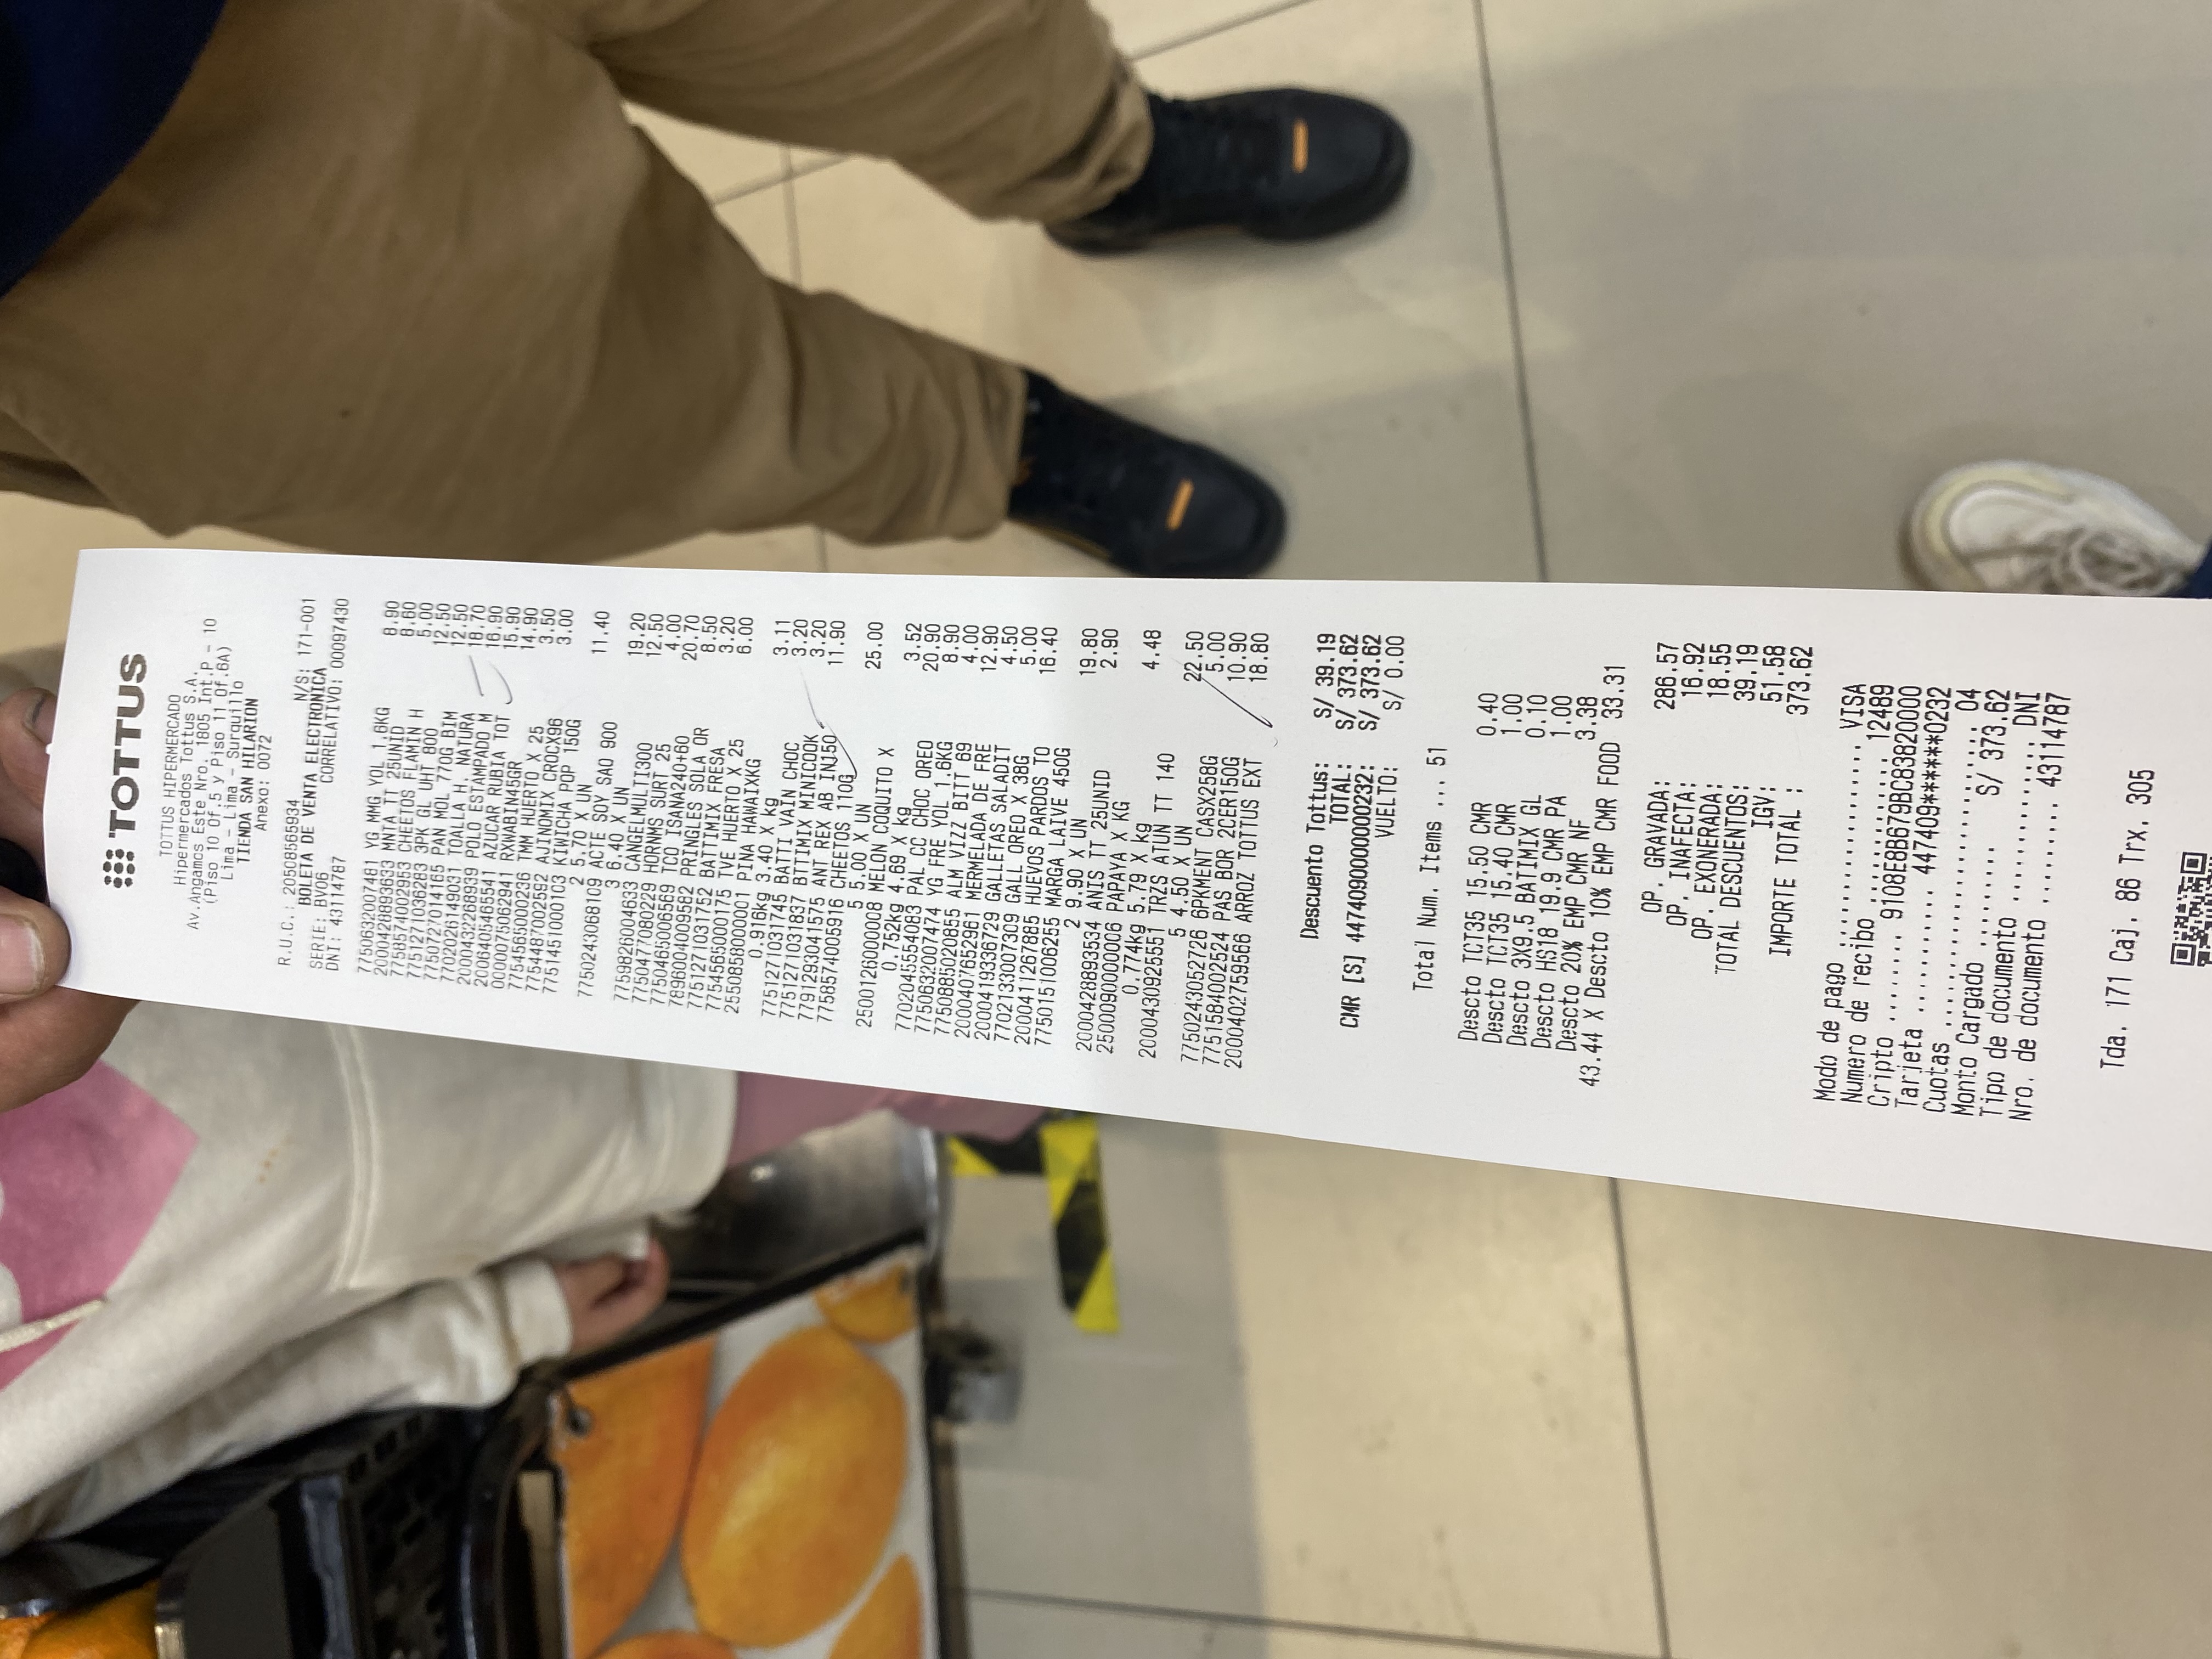 TOTTUS
TOTTUS HIPERMERCADO
Hipermercados Tottus S.A.
Av.Angamos Este Nro. 1805 Int.P - 10
(Piso 10 Of.5 y Piso 11 Of.6A)
Lima - Lima - Surquillo
TIENDA SAN HILARION
Anexo: 0072
R.U.C.: 20508565934 N/S: 171-001
BOLETA DE VENTA ELECTRONICA
SERIE: BV06 CORRELATIVO: 00097430
DNI: 43114787
7750632007481 YG MMG YOL 1.6KG 8.90
2000428893633 MNTA TT 25UNID 8.60
7758574002953 CHEETOS FLAMIN H 5.00
7751271036283 3PK GL UHT 800 12.50
7750727014165 PAN MOL 770G BIM 12.50
7702026149031 TOALLA H. NATURA 18.70
2000432268939 POLO ESTAMPADO M 16.90
2006405465541 AZUCAR RUBIA TOT 15.90
0000075062941 RXWABIN45GR 14.90
7754565000236 TMM HUERTO X 25 3.50
7754487002592 AJINOMIX CROCX96 3.00
7751451000103 KIWICHA POP 150G
2 5.70 X UN 11.40
7750243068109 ACTE SOY SAO 900
3 6.40 X UN 19.20
7759826004633 CANGELMULTI300 12.50
7750477080229 HORNMS SURT 25 4.00
7750465006569 TCO ISANA240+60 20.70
7896004009582 PRINGLES SOLA OR 8.50
7751271031752 BATTIMIX FRESA 3.20
7754565000175 TVE HUERTO X 25 6.00
2550858000001 PINA HAWAIXKG
0.916kg 3.40 X kg 3.11
7751271031745 BATTI VAIN CHOC 3.20
7751271031837 BTTIMIX MINICOOK 3.20
7791293041575 ANT REX AB INJ150 11.90
7758574005916 CHEETOS 110G
5 5.00 X UN 25.00
2500126000008 MELON COQUITO X
0.752kg 4.69 X kg 3.52
7702045554083 PAL CC CHOC OREO 20.90
7750632007474 YG FRE YOL 1.6KG 8.90
7750885020855 ALM VIZZ BITT 69 4.00
2000407652961 MERMELADA DE FRE 12.90
2000419336729 GALLETAS SALADIT 4.50
7702133007309 GALL OREO X 38G 5.00
2000411267885 HUEVOS PARDOS TO 16.40
7750151006255 MARGA LAIVE 450G
2 9.90 X UN 19.80
2000428893534 ANIS TT 25UNID 2.90
2500090000006 PAPAYA X KG
0.774kg 5.79 X kg 4.48
2000430925551 TRZS ATUN TT 140
5 4.50 X UN 22.50
7750243052726 6PKMENT CASX258G 5.00
7751584002524 PAS BOR 2CER150G 10.90
2000402759566 ARROZ TOTTUS EXT 18.80
Descuento Tottus: S/ 39.19
TOTAL: S/ 373.62
CMR [S] 4474090000000232: S/ 373.62
VUELTO: S/ 0.00
Total Num. Items ... 51
Descto TCT35 15.50 CMR 0.40
Descto TCT35 15.40 CMR 1.00
Descto 3X9.5 BATIMIX GL 0.10
Descto HS18 19.9 CMR PA 1.00
Descto 20% EMP CMR NF 3.38
43.44 X Descto 10% EMP CMR FOOD 33.31
OP. GRAVADA: 286.57
OP. INAFECTA: 16.92
OP. EXONERADA: 18.55
TOTAL DESCUENTOS: 39.19
IGV: 51.58
IMPORTE TOTAL : 373.62
Modo de pago ................ VISA
Numero de recibo ............ 12489
Cripto ........ 9108E8B679BC83820000
Tarjeta ........... 447409******0232
Cuotas ........................ 04
Monto Cargado ......... S/ 373.62
Tipo de documento .............. DNI
Nro. de documento ......... 43114787
Tda. 171 Caj. 86 Trx. 305